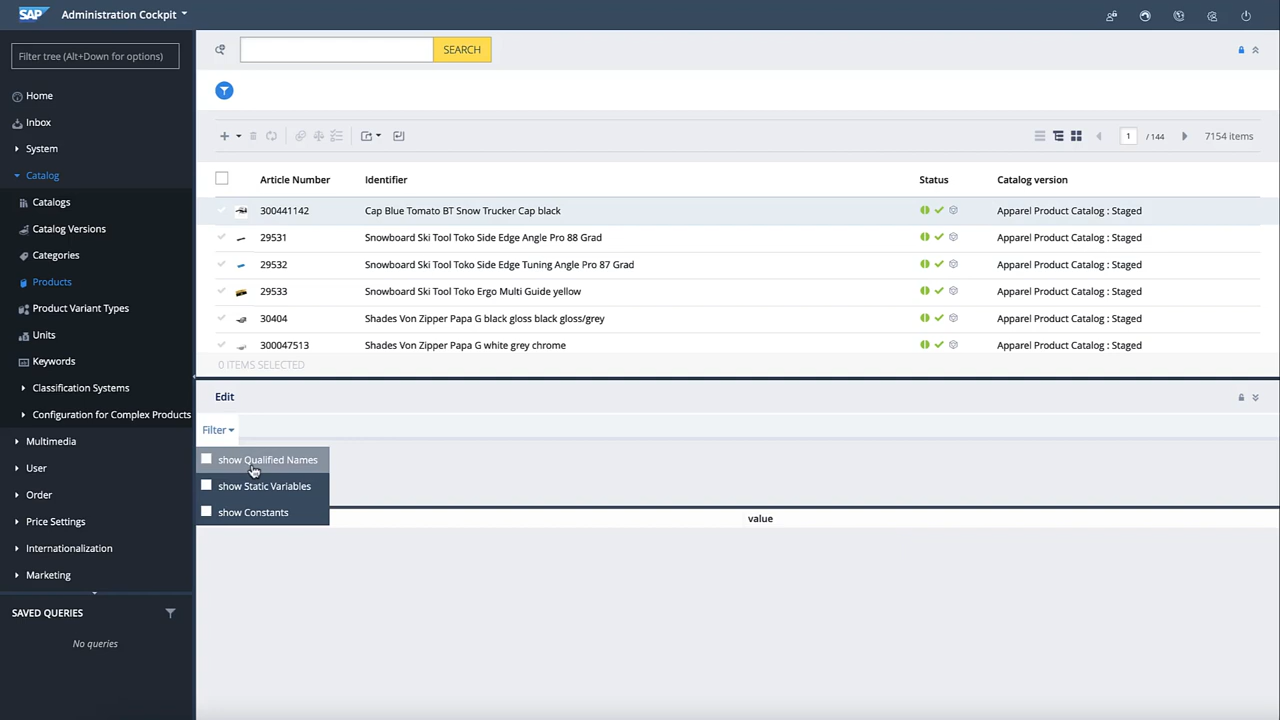 SAP Administration Cockpit
Filter tree (Alt+Down for options)
Home
Inbox
System
Catalog
Catalogs
Catalog Versions
Categories
Products
Product Variant Types
Units
Keywords
Classification Systems
Configuration for Complex Products
Multimedia
User
Order
Price Settings
Internationalization
Marketing
SAVED QUERIES
No queries
SEARCH
1 / 144 7154 items
Article Number Identifier Status Catalog version
300441142 Cap Blue Tomato BT Snow Trucker Cap black Apparel Product Catalog : Staged
29531 Snowboard Ski Tool Toko Side Edge Angle Pro 88 Grad Apparel Product Catalog : Staged
29532 Snowboard Ski Tool Toko Side Edge Tuning Angle Pro 87 Grad Apparel Product Catalog : Staged
29533 Snowboard Ski Tool Toko Ergo Multi Guide yellow Apparel Product Catalog : Staged
30404 Shades Von Zipper Papa G black gloss black gloss/grey Apparel Product Catalog : Staged
300047513 Shades Von Zipper Papa G white grey chrome Apparel Product Catalog : Staged
0 ITEMS SELECTED
Edit
Filter
show Qualified Names
show Static Variables
show Constants
value